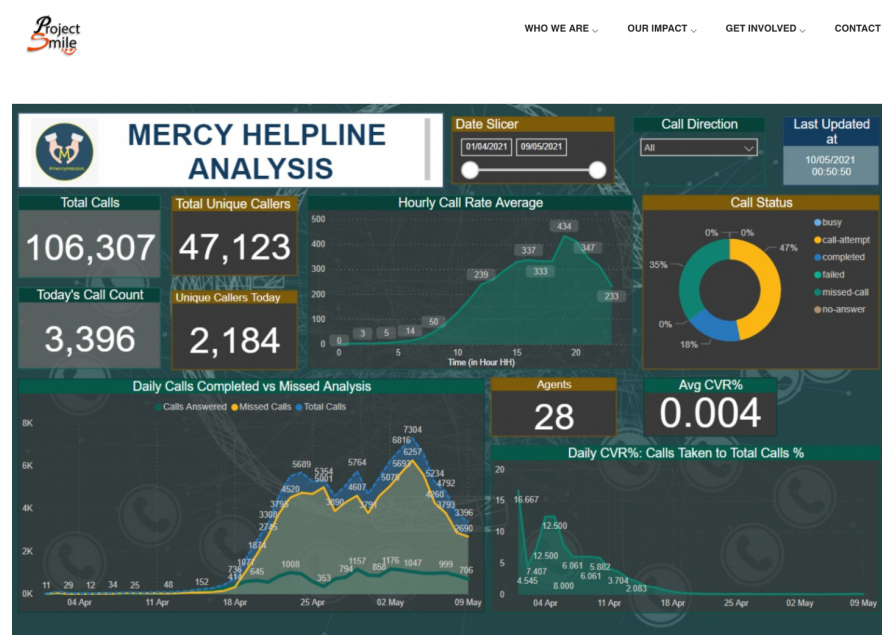 Project
Smile
WHO WE ARE
OUR IMPACT
GET INVOLVED
CONTACT
MERCY HELPLINE
ANALYSIS
Date Slicer
01/04/2021
09/05/2021
Call Direction
All
Last Updated
at
10/05/2021
00:50:50
Total Calls
106,307
Total Unique Callers
47,123
Today's Call Count
3,396
Unique Callers Today
2,184
Hourly Call Rate Average
500
400
300
200
100
0
0
3
5
14
50
239
337
333
434
347
233
0
5
10
15
20
Time (in Hour HH)
Call Status
0%
0%
47%
35%
0%
18%
busy
call-attempt
completed
failed
missed-call
no-answer
Daily Calls Completed vs Missed Analysis
Calls Answered
Missed Calls
Total Calls
8K
6K
4K
2K
0K
11
29
12
34
25
48
152
736
414
645
1874
2745
3308
4520
1008
5689
5354
5001
353
3890
794
5764
4607
1157
3791
858
1176
6816
1047
7304
6257
5234
4260
4792
3793
999
3396
2690
706
04 Apr
11 Apr
18 Apr
25 Apr
02 May
09 May
Agents
28
Avg CVR%
0.004
Daily CVR%: Calls Taken to Total Calls %
20
15
10
5
0
16.667
4.545
7.407
12.500
12.500
8.000
6.061
6.061
5.882
3.704
2.083
04 Apr
11 Apr
18 Apr
25 Apr
02 May
09 May